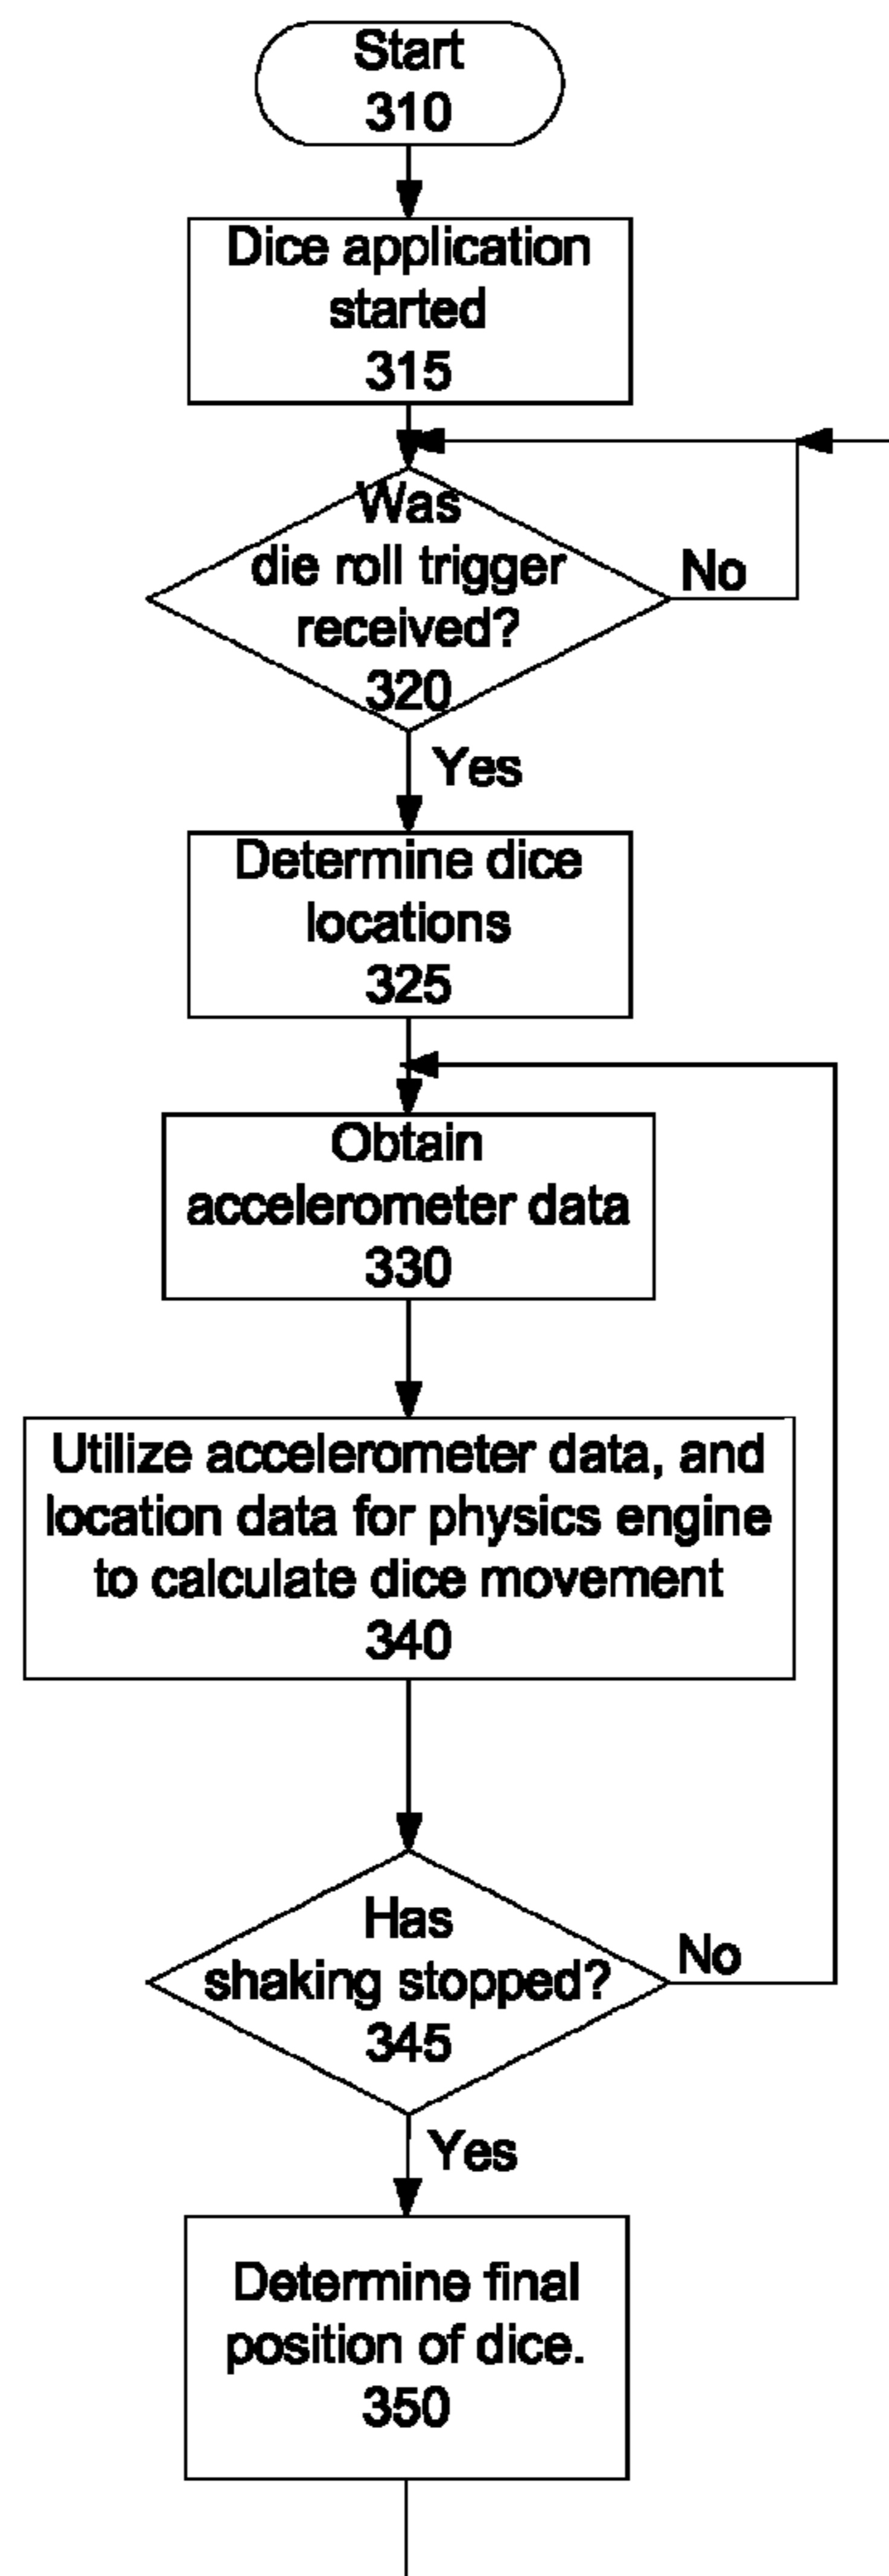 Start
310
Dice application
started
315
Was
die roll trigger
received?
320
No
Yes
Determine dice
locations
325
Obtain
accelerometer data
330
Utilize accelerometer data, and
location data for physics engine
to calculate dice movement
340
Has
shaking stopped?
345
No
Yes
Determine final
position of dice.
350